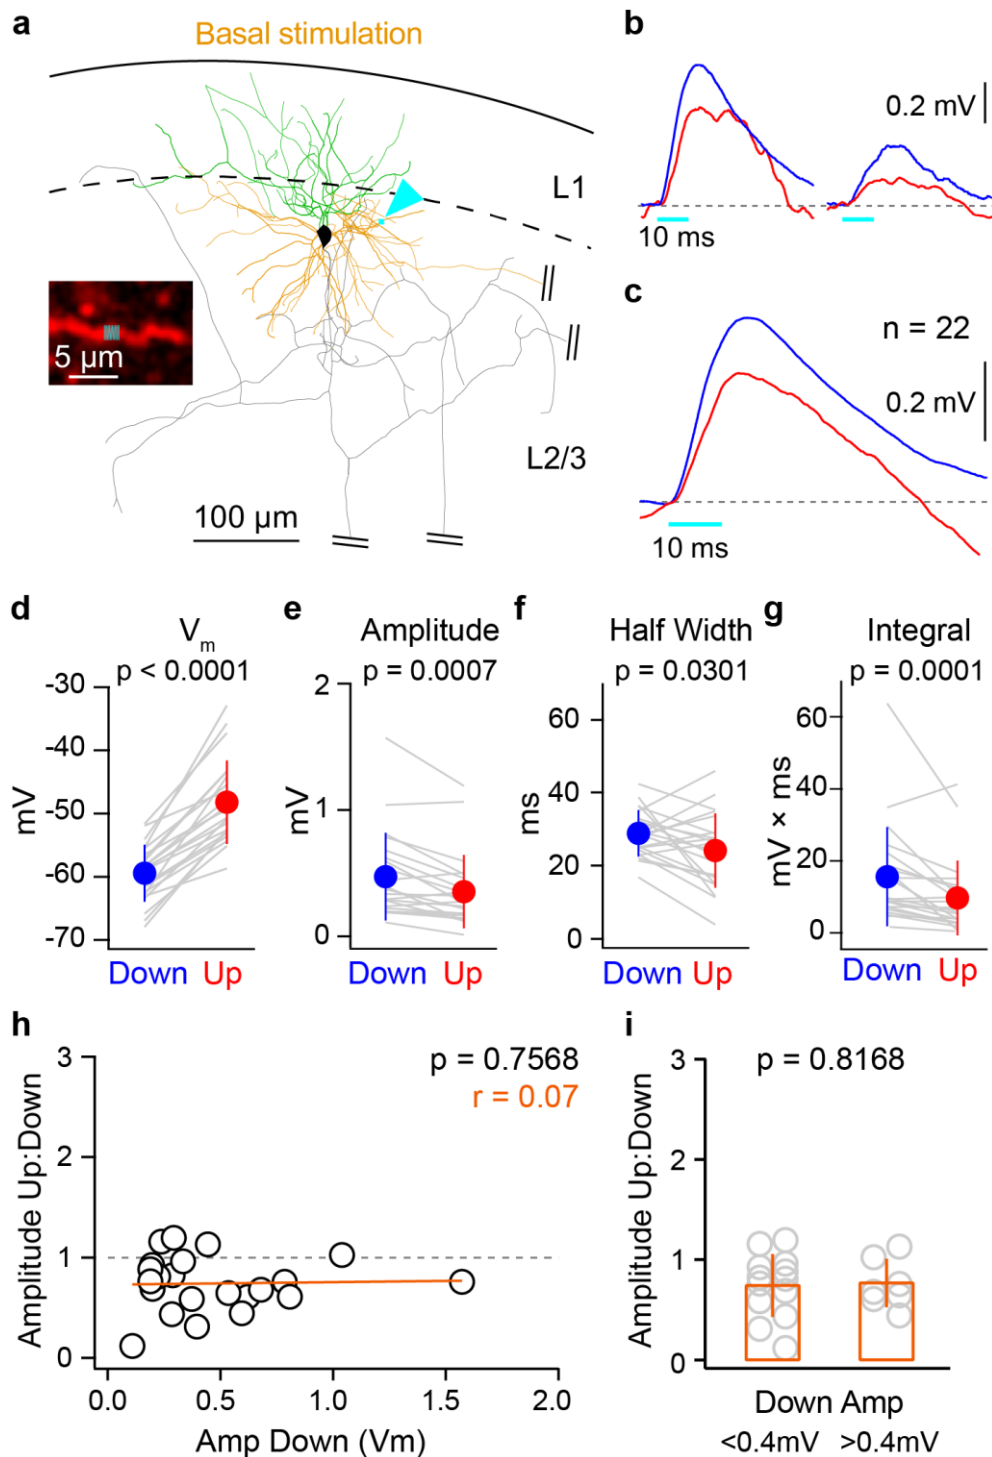 a
Basal stimulation
L1
5 µm
L2/3
100 µm
b
0.2 mV
10 ms
c
n = 22
0.2 mV
10 ms
d
Vm
p < 0.0001
-30
-40
-50
-60
-70
mV
Down Up
e
Amplitude
p = 0.0007
2
1
0
mV
Down Up
f
Half Width
p = 0.0301
60
40
20
0
ms
Down Up
g
Integral
p = 0.0001
60
40
20
0
mV × ms
Down Up
h
p = 0.7568
r = 0.07
3
2
1
0
Amplitude Up:Down
0.0 0.5 1.0 1.5 2.0
Amp Down (Vm)
i
p = 0.8168
3
2
1
0
Amplitude Up:Down
Down Amp
<0.4mV >0.4mV